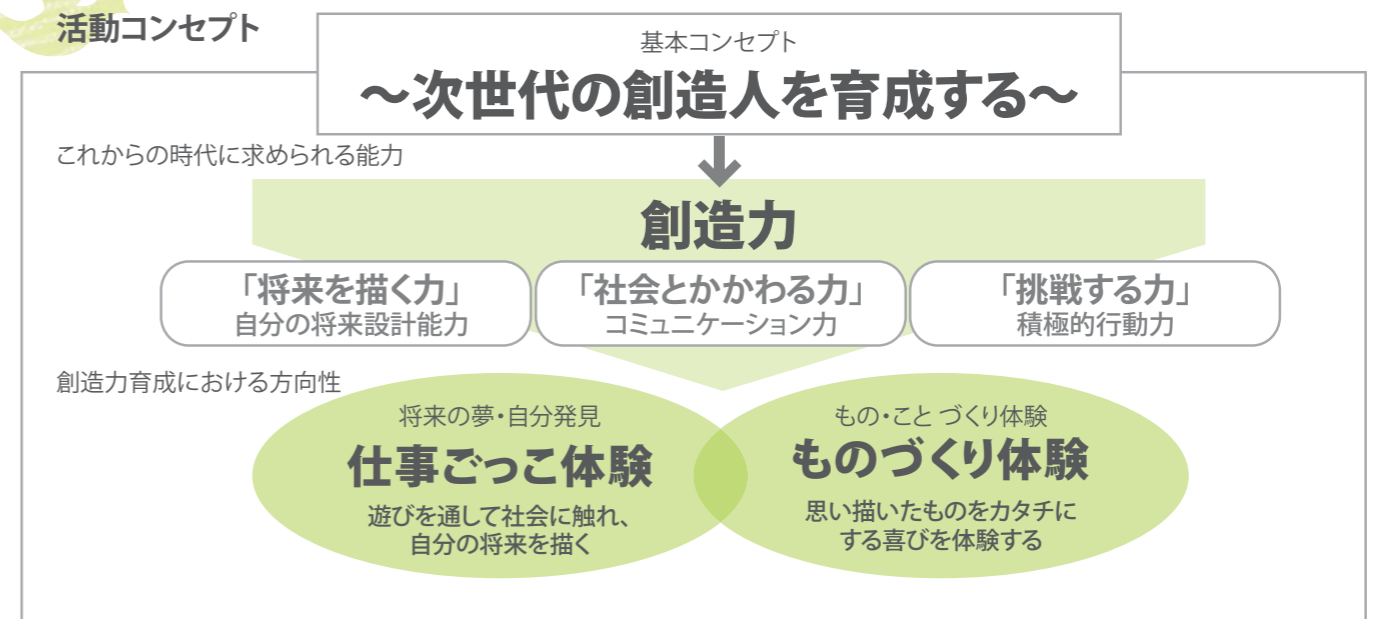 活動コンセプト
基本コンセプト
～次世代の創造人を育成する～
これからの時代に求められる能力
創造力
「将来を描く力」
自分の将来設計能力
「社会とかかわる力」
コミュニケーション力
「挑戦する力」
積極的行動力
創造力育成における方向性
将来の夢・自分発見
仕事ごっこ体験
遊びを通して社会に触れ、
自分の将来を描く
もの・こと づくり体験
ものづくり体験
思い描いたものをカタチに
する喜びを体験する